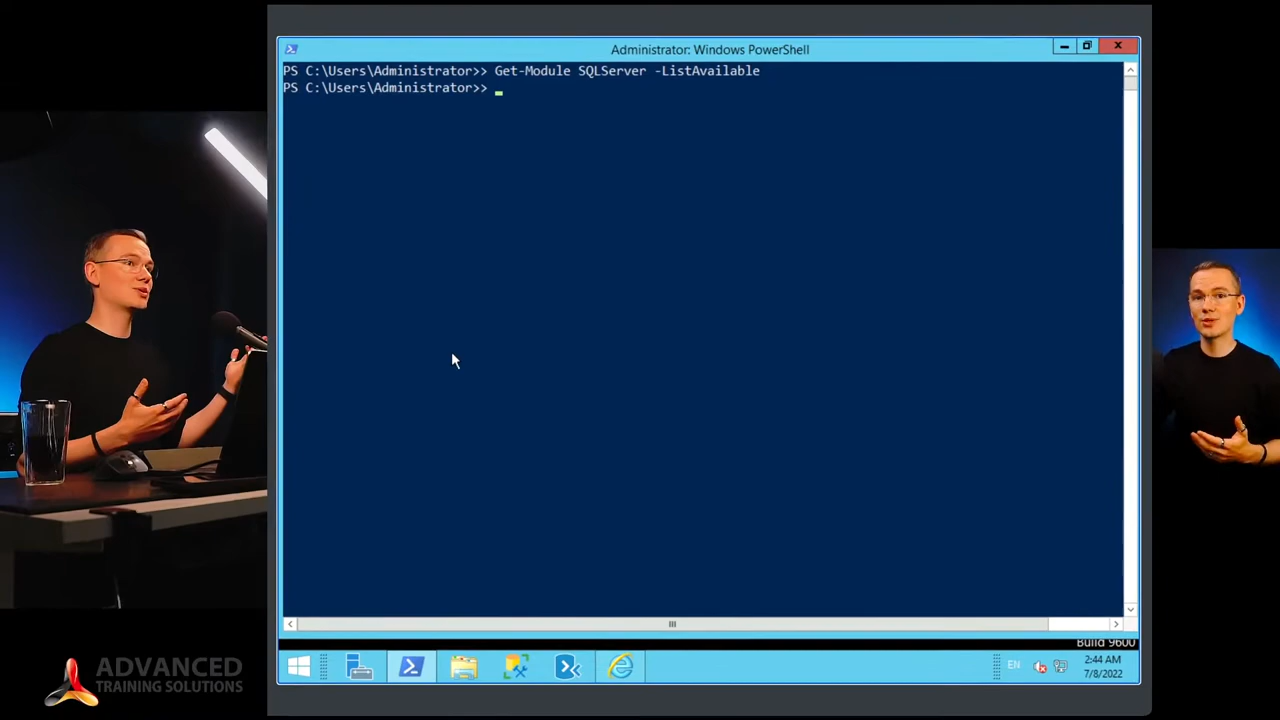 Administrator: Windows PowerShell
PS C:\Users\Administrator>> Get-Module SQLServer -ListAvailable
PS C:\Users\Administrator>>
Build 9600
EN
2:44 AM
7/8/2022
ADVANCED
TRAINING SOLUTIONS